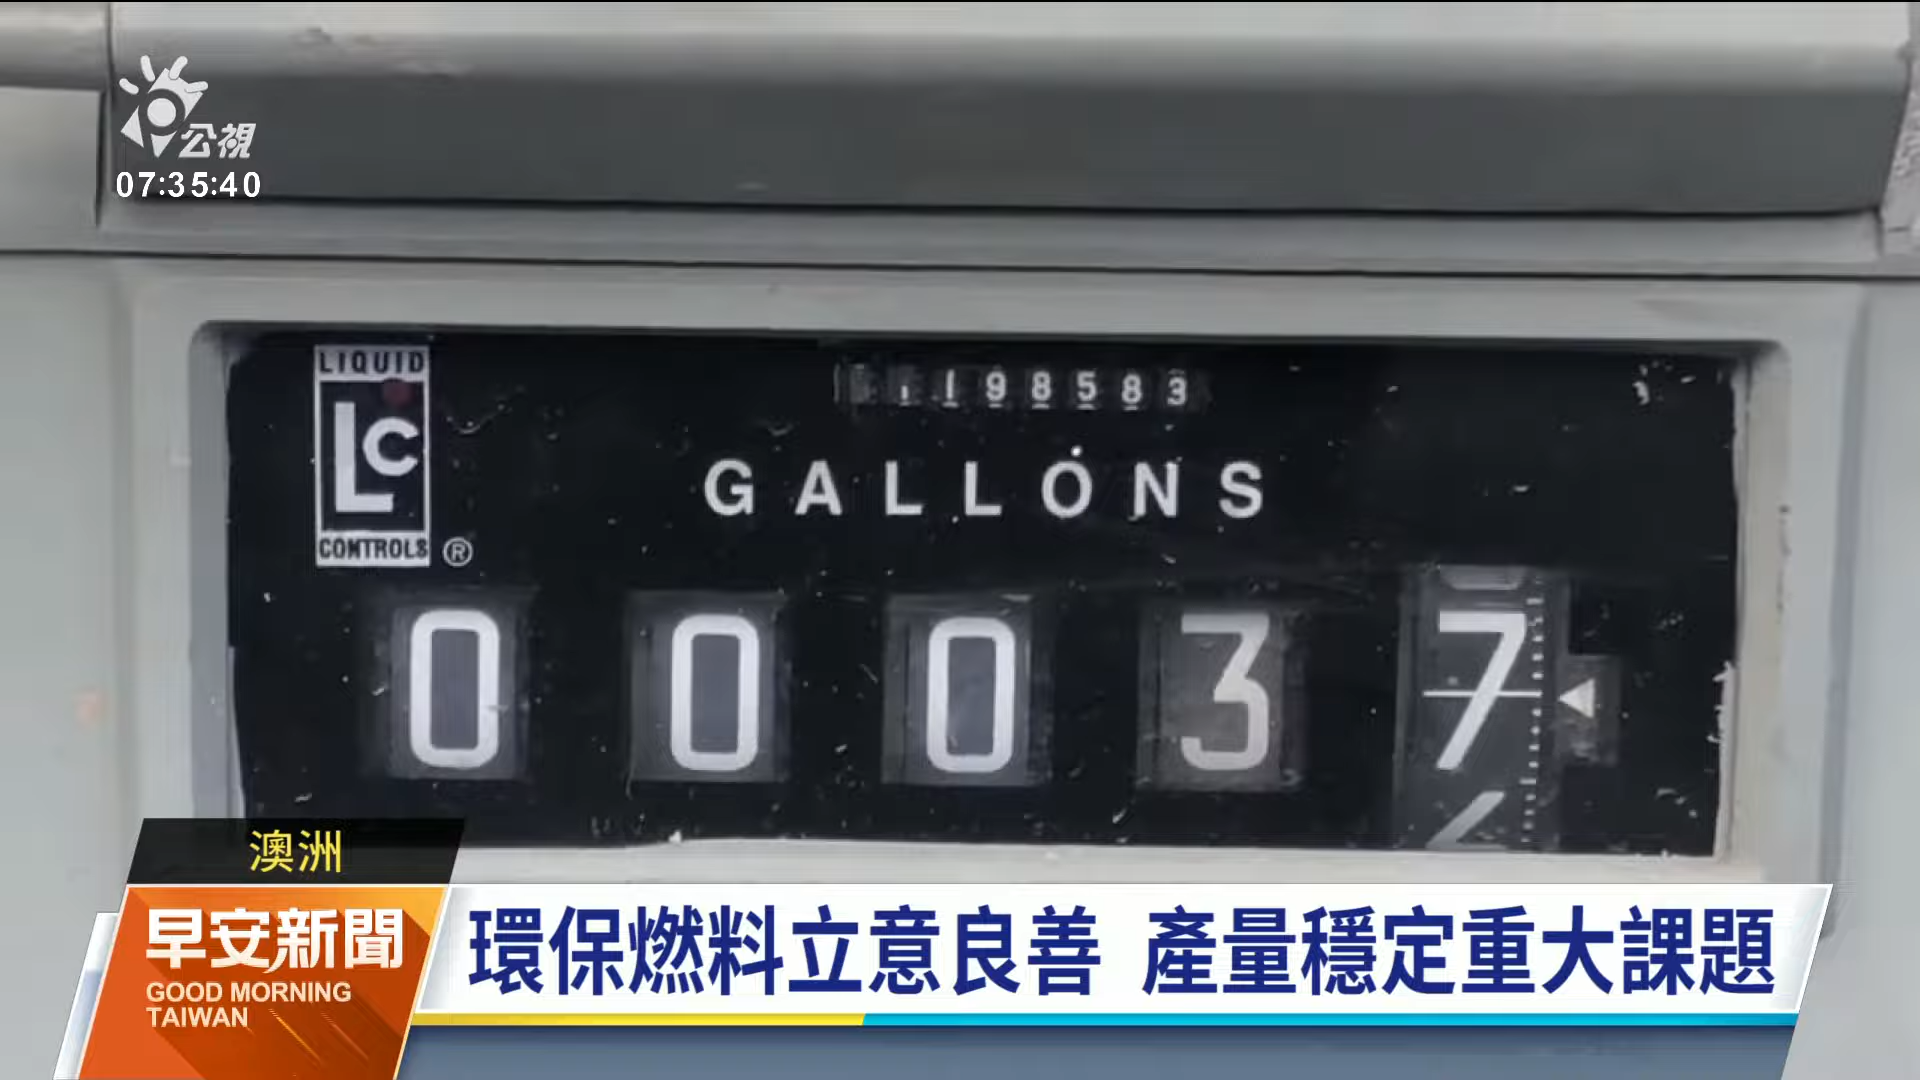 公視
07:35:40
LIQUID
LC
CONTROLS ®
198583
GALLONS
0 0 0 3 7
澳洲
早安新聞
GOOD MORNING
TAIWAN
環保燃料立意良善 產量穩定重大課題